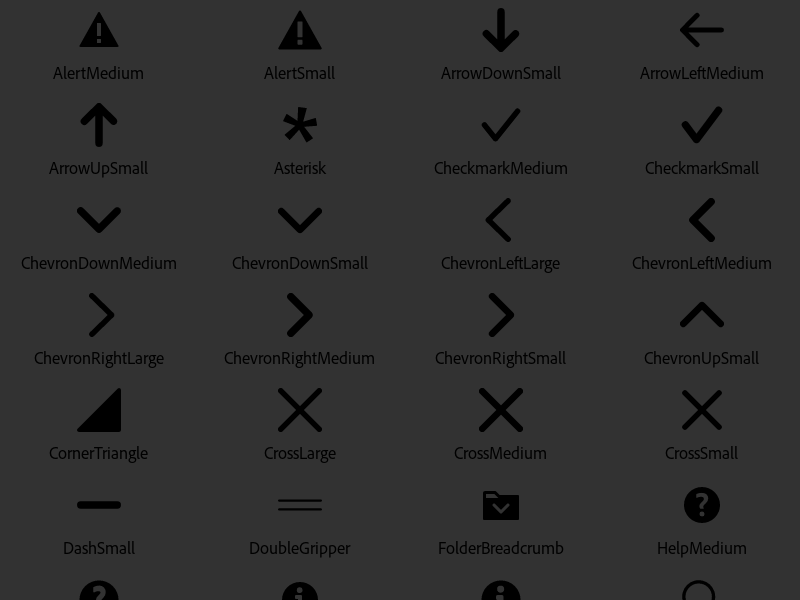 AlertMedium
AlertSmall
ArrowDownSmall
ArrowLeftMedium
ArrowUpSmall
Asterisk
CheckmarkMedium
CheckmarkSmall
ChevronDownMedium
ChevronDownSmall
ChevronLeftLarge
ChevronLeftMedium
ChevronRightLarge
ChevronRightMedium
ChevronRightSmall
ChevronUpSmall
CornerTriangle
CrossLarge
CrossMedium
CrossSmall
DashSmall
DoubleGripper
FolderBreadcrumb
HelpMedium